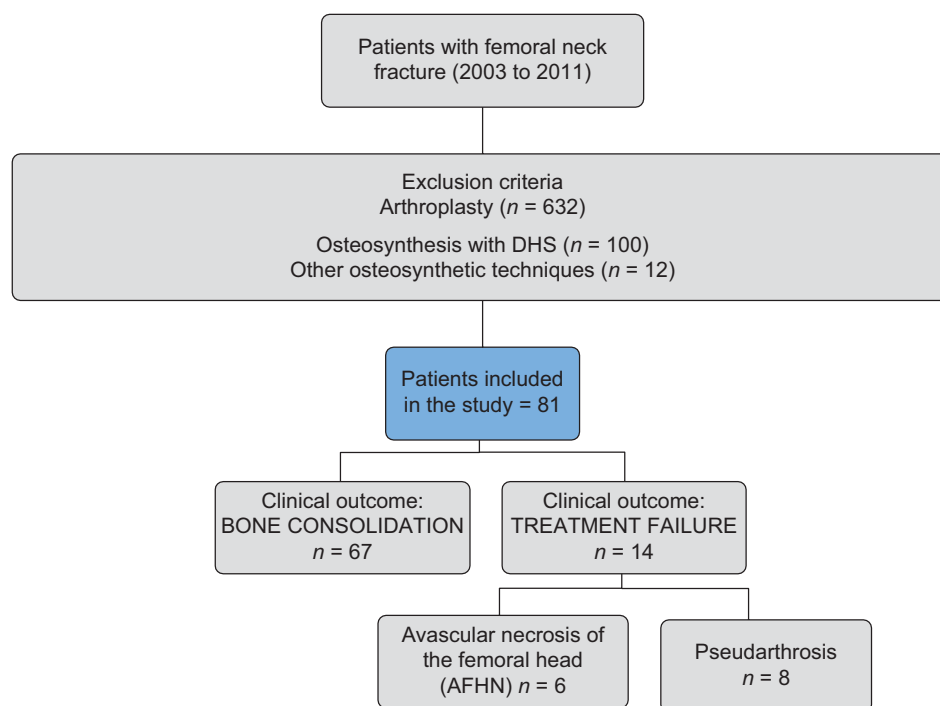 Patients with femoral neck
fracture (2003 to 2011)
Exclusion criteria
Arthroplasty (n = 632)
Osteosynthesis with DHS (n = 100)
Other osteosynthetic techniques (n = 12)
Patients included
in the study = 81
Clinical outcome:
BONE CONSOLIDATION
n = 67
Clinical outcome:
TREATMENT FAILURE
n = 14
Avascular necrosis of
the femoral head
(AFHN) n = 6
Pseudarthrosis
n = 8